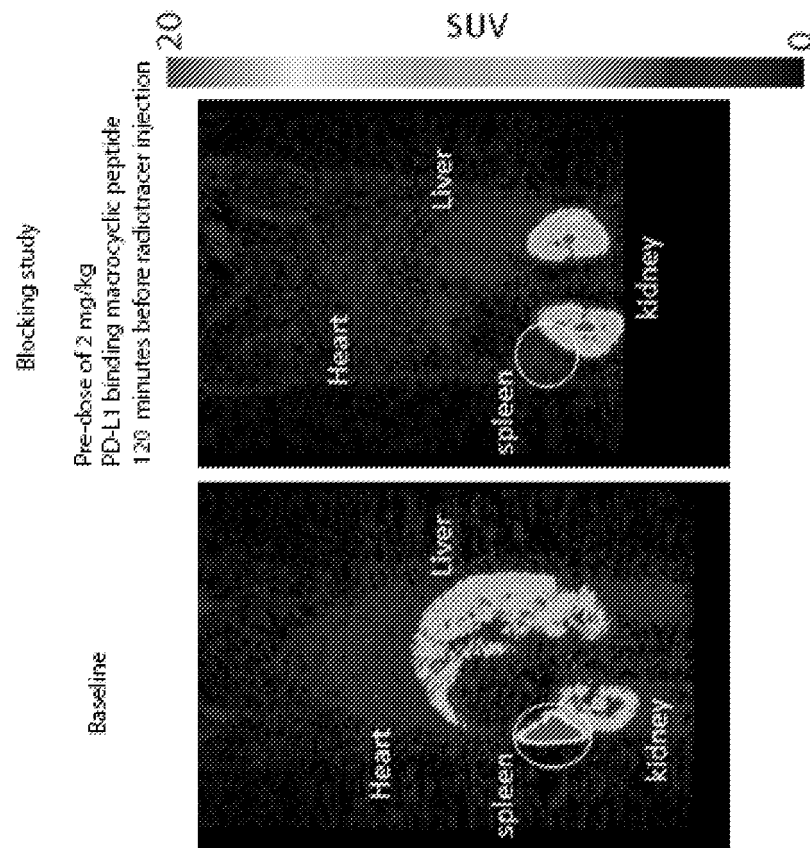 Baseline
Heart
Liver
spleen
kidney
Blocking study
Pre-dose of 2 mg/kg
PD-L1 binding macrocyclic peptide
120 minutes before radiotracer injection
Heart
Liver
spleen
kidney
20
SUV
0